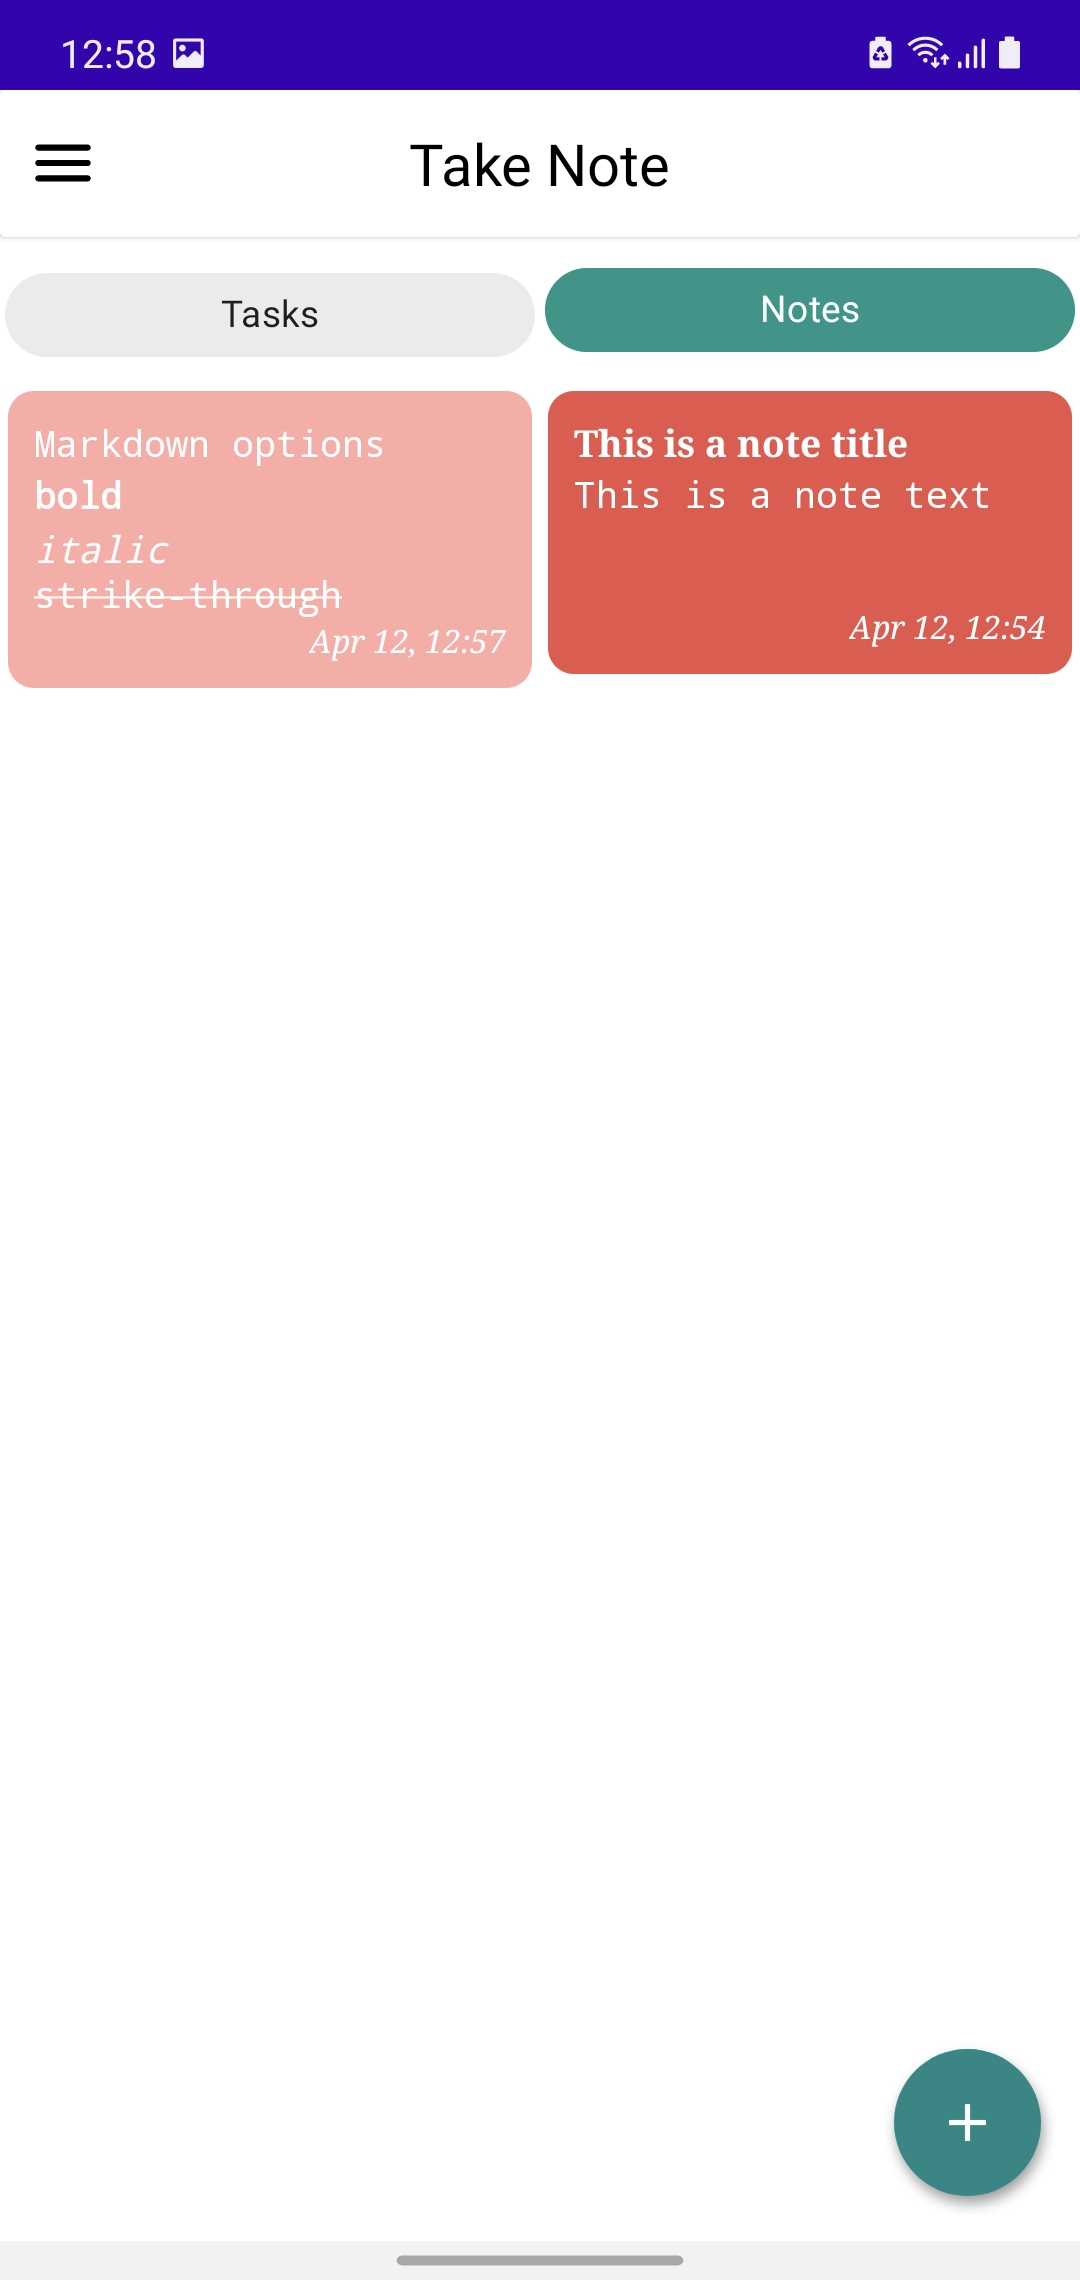 12:58
Take Note
Tasks
Notes
Markdown options
bold
italic
strike-through
Apr 12, 12:57
This is a note title
This is a note text
Apr 12, 12:54